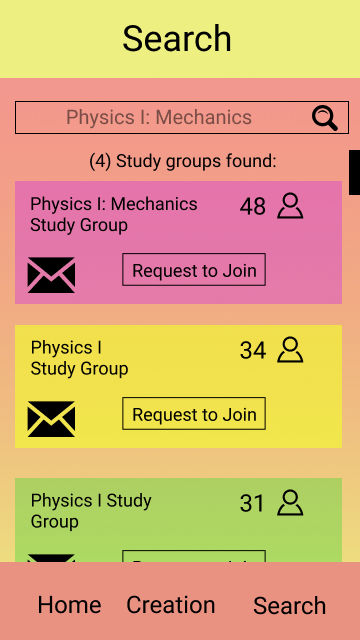 Search
Physics I: Mechanics
(4) Study groups found:
Physics I: Mechanics
Study Group
48
Request to Join
Physics I
Study Group
34
Request to Join
Physics I Study
Group
31
Home Creation Search